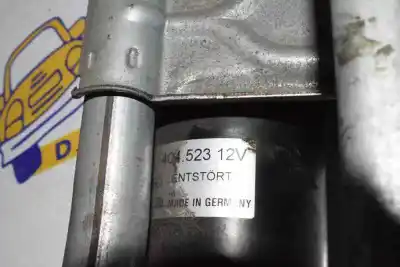 404.523 12V
ENTSTÖRT
MADE IN GERMANY
D